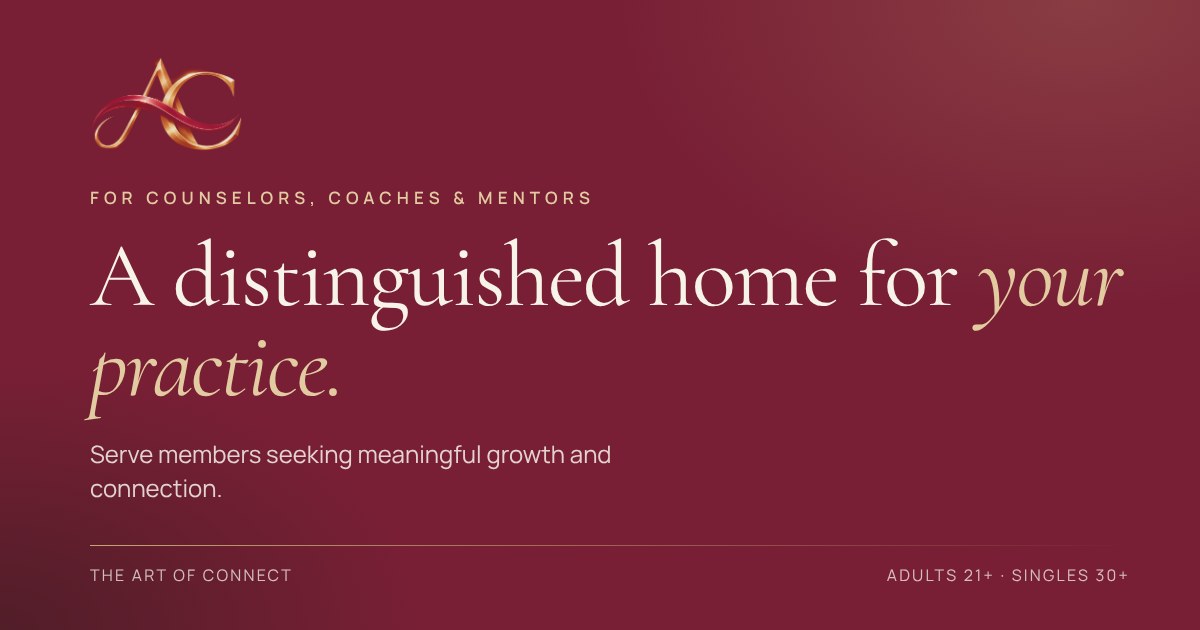 AC
FOR COUNSELORS, COACHES & MENTORS
A distinguished home for your
practice.
Serve members seeking meaningful growth and
connection.
THE ART OF CONNECT
ADULTS 21+ · SINGLES 30+